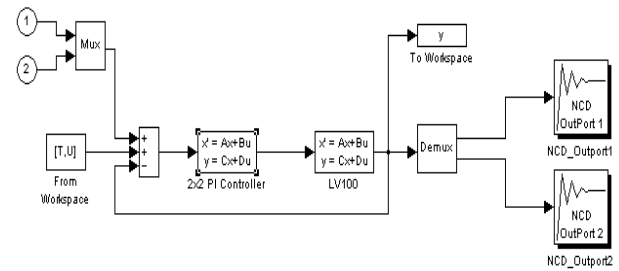 1
2
Mux
y
To Workspace
[T,U]
From
Workspace
+
+
−
x' = Ax+Bu
y = Cx+Du
2x2 PI Controller
x' = Ax+Bu
y = Cx+Du
LV100
Demux
NCD
OutPort 1
NCD_Outport1
NCD
OutPort 2
NCD_Outport2